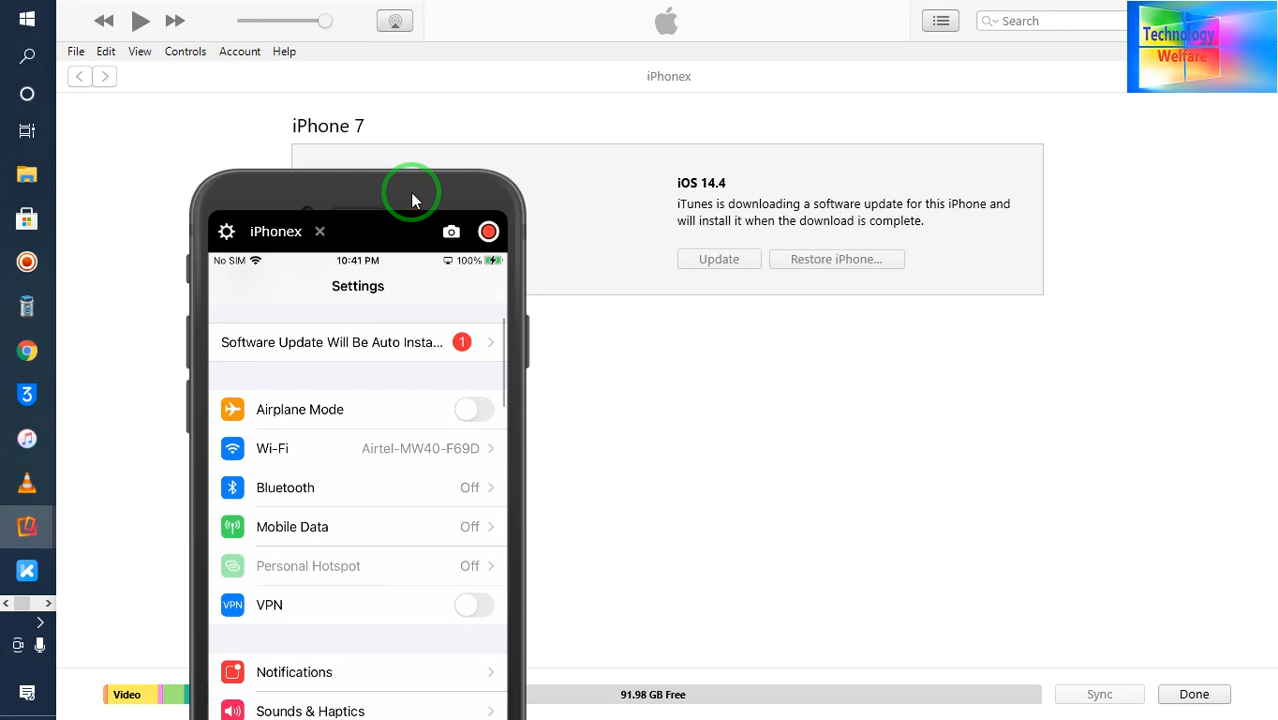 Search
Technology
Welfare
File Edit View Controls Account Help
iPhonex
iPhone 7
iOS 14.4
iTunes is downloading a software update for this iPhone and
will install it when the download is complete.
Update Restore iPhone...
iPhonex
No SIM 10:41 PM 100%
Settings
Software Update Will Be Auto Insta... 1
Airplane Mode
Wi-Fi Airtel-MW40-F69D
Bluetooth Off
Mobile Data Off
Personal Hotspot Off
VPN VPN
Notifications
Sounds & Haptics
Video 91.98 GB Free Sync Done